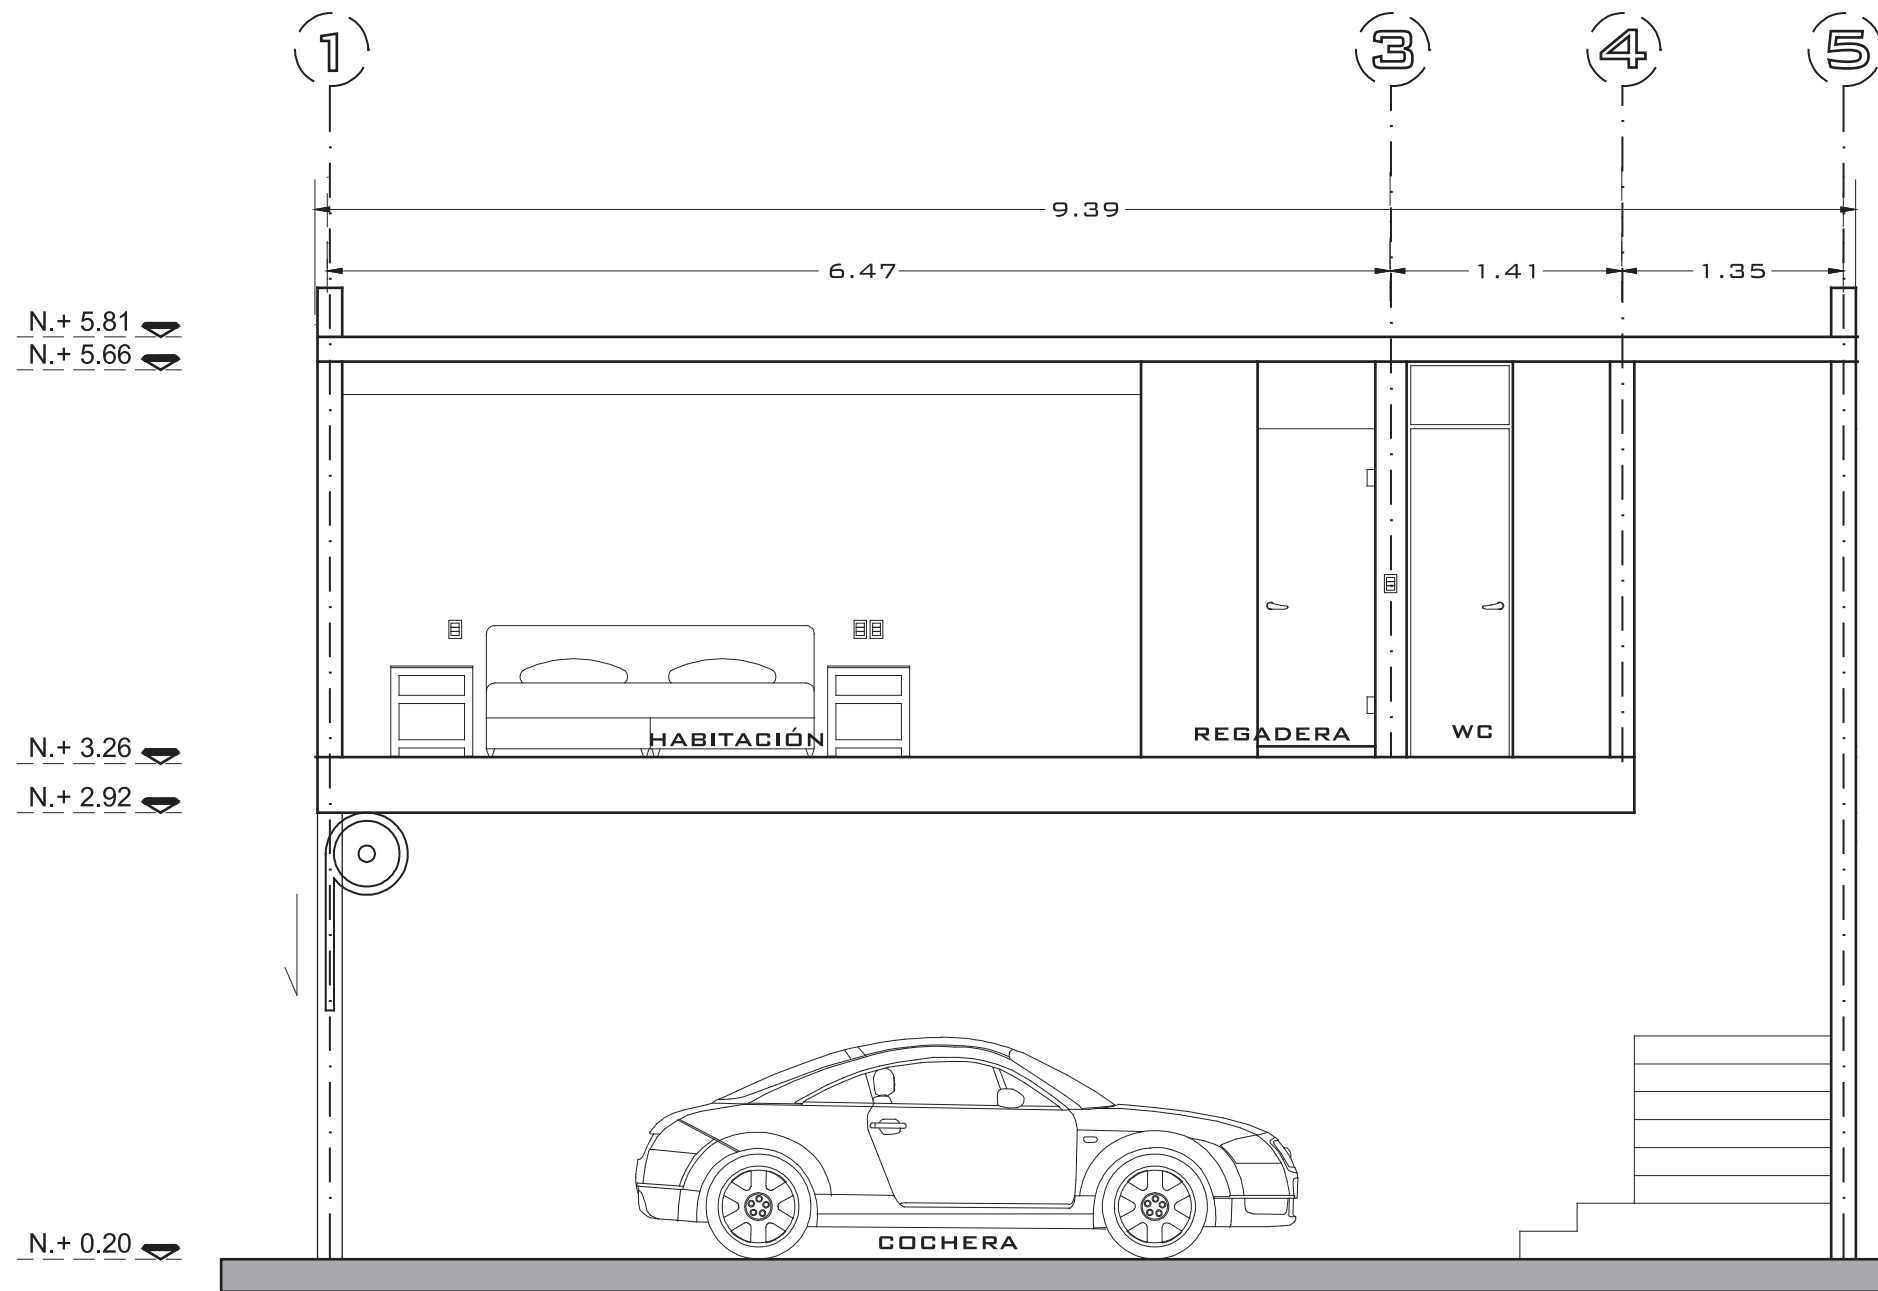 1 3 4 5
9.39
6.47 1.41 1.35
N.+ 5.81
N.+ 5.66
REGADERA WC
HABITACIÓN
N.+ 3.26
N.+ 2.92
N.+ 0.20
COCHERA